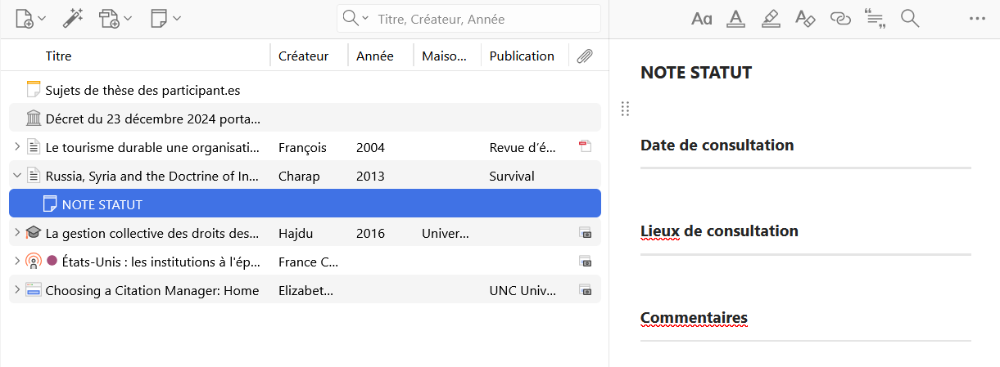 Titre, Créateur, Année
Titre Créateur Année Maiso... Publication
Sujets de thèse des participant.es
Décret du 23 décembre 2024 porta...
Le tourisme durable une organisati... François 2004 Revue d'é...
Russia, Syria and the Doctrine of In... Charap 2013 Survival
NOTE STATUT
La gestion collective des droits des... Hajdu 2016 Univer...
États-Unis : les institutions à l'ép... France C...
Choosing a Citation Manager: Home Elizabet... UNC Univ...
Aa A A
NOTE STATUT
Date de consultation
Lieux de consultation
Commentaires